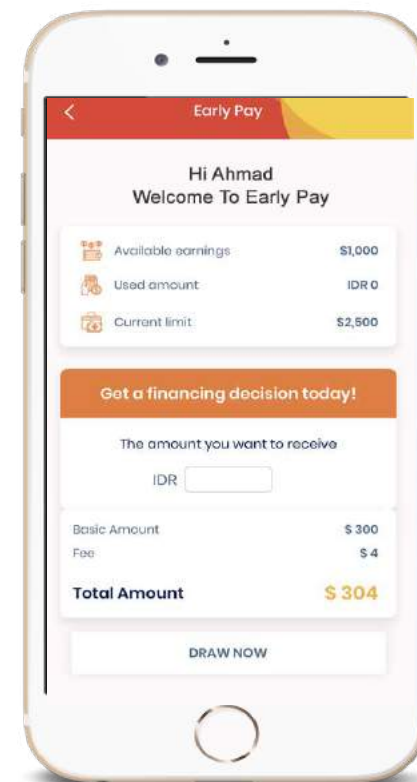 Early Pay
Hi Ahmad
Welcome To Early Pay
Available earnings $1,000
Used amount IDR 0
Current limit $2,500
Get a financing decision today!
The amount you want to receive
IDR
Basic Amount $ 300
Fee $ 4
Total Amount $ 304
DRAW NOW